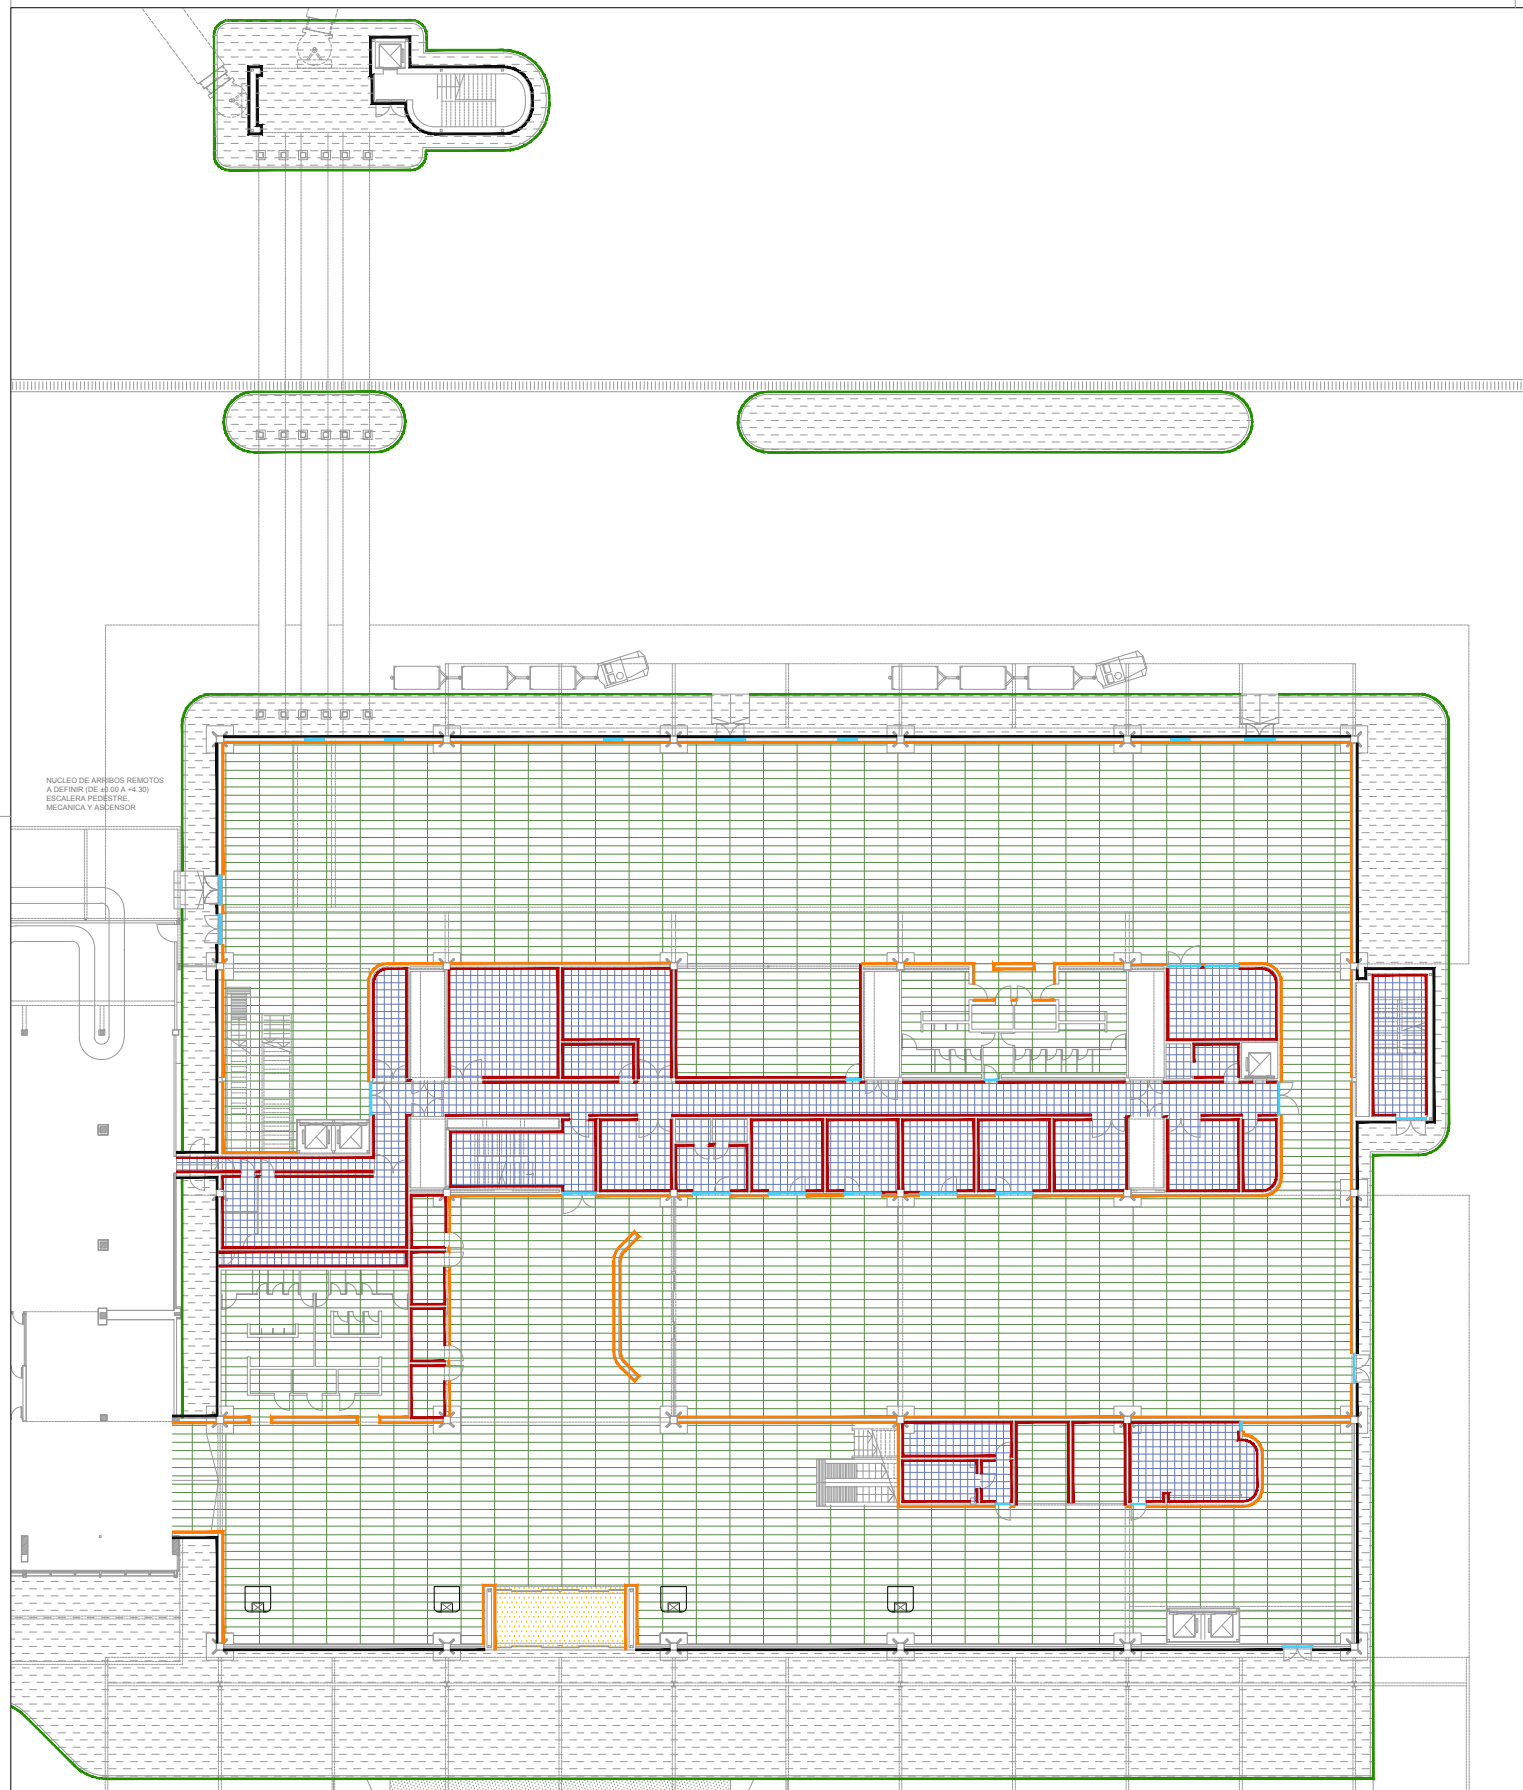 NUCLEO DE ARRIBOS REMOTOS
A DEFINIR (DE ±0.00 A +4.30)
ESCALERA PEDESTRE,
MECANICA Y ASCENSOR